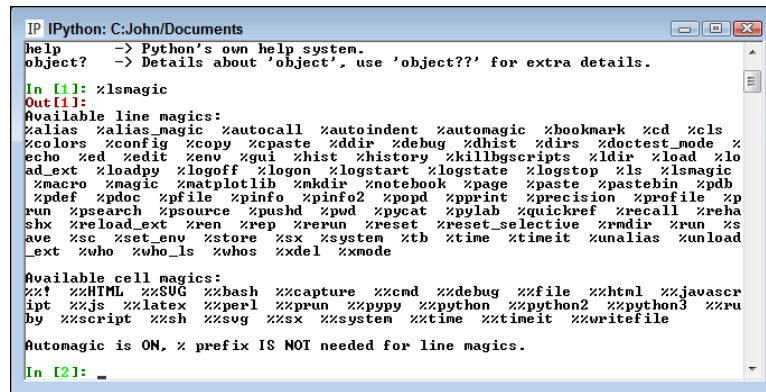 IP IPython: C:John/Documents
help -> Python's own help system.
object? -> Details about 'object', use 'object??' for extra details.
In [1]: %lsmagic
Out[1]:
Available line magics:
%alias %alias_magic %autocall %autoindent %automagic %bookmark %cd %cls
%colors %config %copy %cpaste %ddir %debug %dhist %dirs %doctest_mode %
echo %ed %edit %env %gui %hist %history %killbgscripts %ldir %load %lo
ad_ext %loadpy %logoff %logon %logstart %logstate %logstop %ls %lsmagic
%macro %magic %matplotlib %mkdir %notebook %page %paste %pastebin %pdb
%pdef %pdoc %pfile %pinfo %pinfo2 %popd %pprint %precision %profile %p
run %psearch %psource %pushd %pwd %pycat %pylab %quickref %recall %reha
shx %reload_ext %ren %rep %rerun %reset %reset_selective %rmdir %run %s
ave %sc %set_env %store %sx %system %tb %time %timeit %unalias %unload
_ext %who %who_ls %whos %xdel %xmode
Available cell magics:
%%! %%HTML %%SVG %%bash %%capture %%cmd %%debug %%file %%html %%javascr
ipt %%js %%latex %%perl %%prun %%pypy %%python %%python2 %%python3 %%ru
by %%script %%sh %%svg %%sx %%system %%time %%timeit %%writefile
Automagic is ON, % prefix IS NOT needed for line magics.
In [2]: _